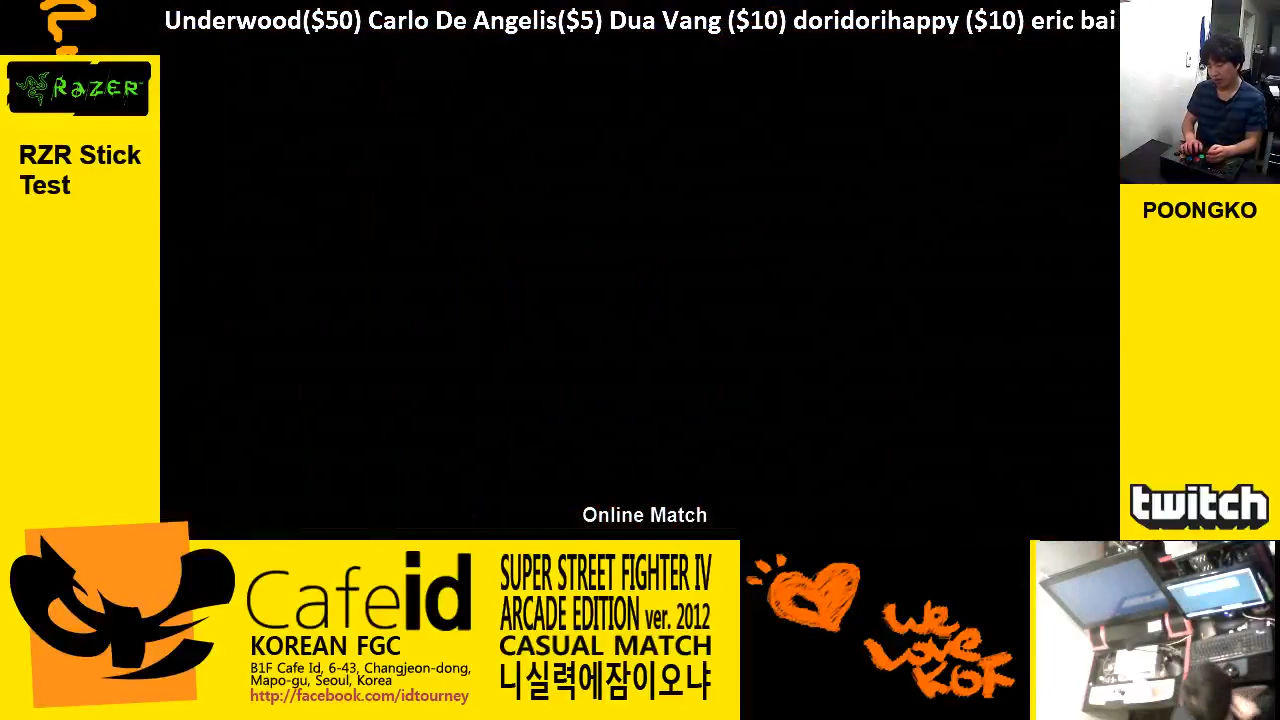 Underwood($50) Carlo De Angelis($5) Dua Vang ($10) doridorihappy ($10) eric bai
RAZER
RZR Stick
Test
POONGKO
Online Match
twitch
Cafeid
KOREAN FGC
B1F Cafe Id, 6-43, Changjeon-dong,
Mapo-gu, Seoul, Korea
http://facebook.com/idtourney
SUPER STREET FIGHTER IV
ARCADE EDITION ver. 2012
CASUAL MATCH
니실력에잠이오냐
wee
love
KOF